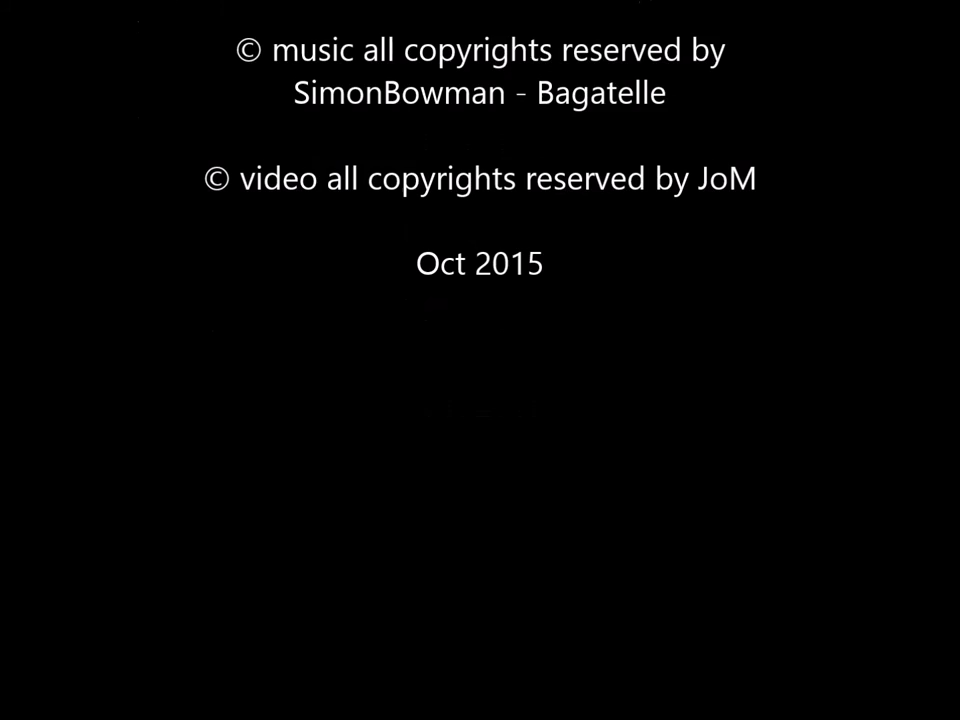 © music all copyrights reserved by
SimonBowman - Bagatelle
© video all copyrights reserved by JoM
Oct 2015